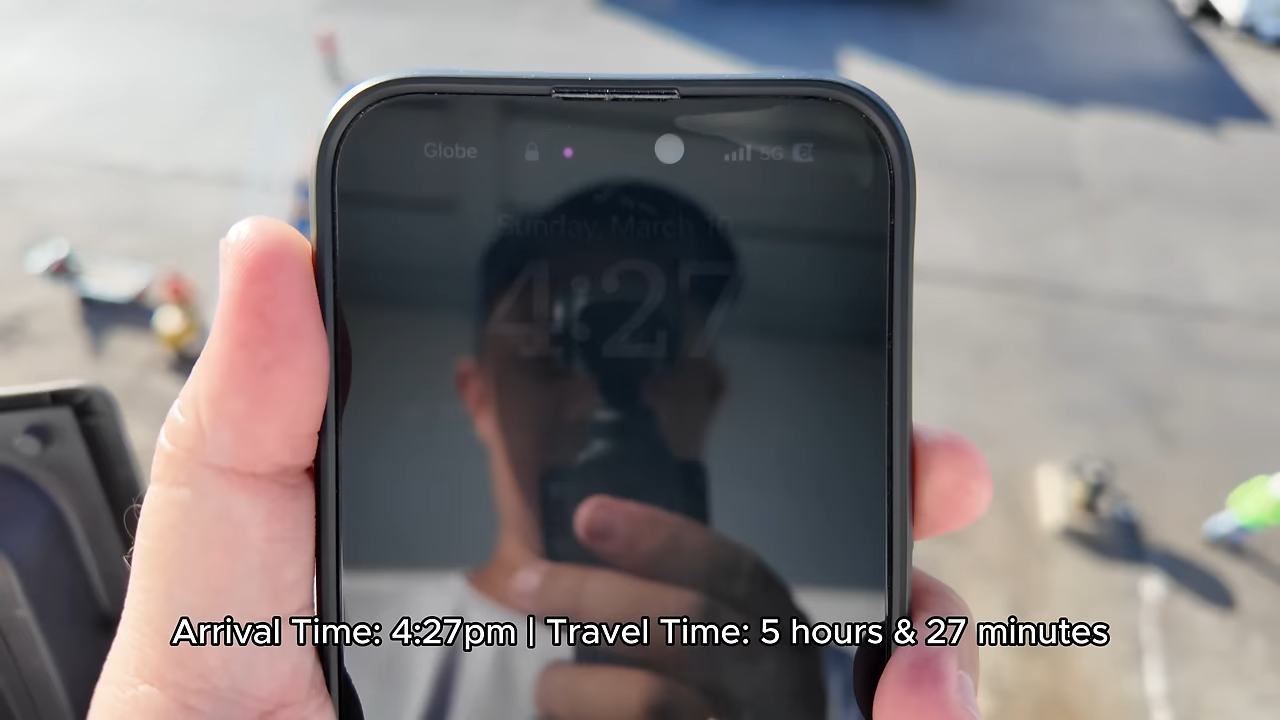 Globe 5G
Sunday, March
4:27
Arrival Time: 4:27pm | Travel Time: 5 hours & 27 minutes